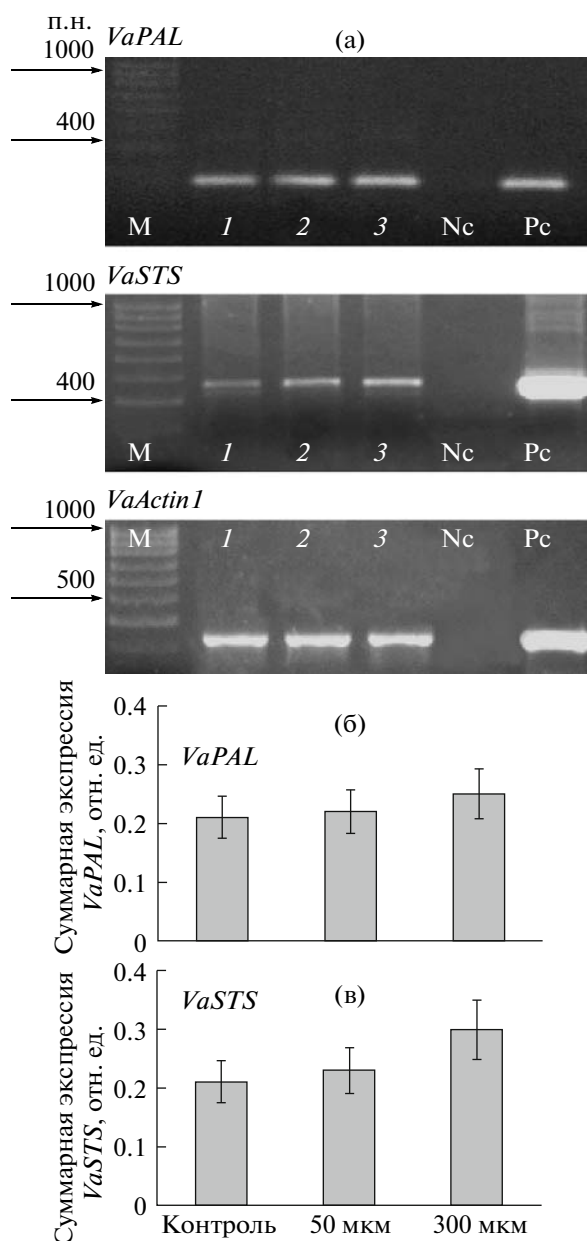 п.н.
VaPAL
(а)
1000
400
М 1 2 3 Nc Pc
VaSTS
1000
400
М 1 2 3 Nc Pc
VaActin1
1000
М 1 2 3 Nc Pc
500
Суммарная экспрессия
VaPAL, отн. ед.
0.4
0.3
0.2
0.1
0
VaPAL
(б)
Суммарная экспрессия
VaSTS, отн. ед.
0.4
0.3
0.2
0.1
0
VaSTS
(в)
Контроль 50 мкм 300 мкм